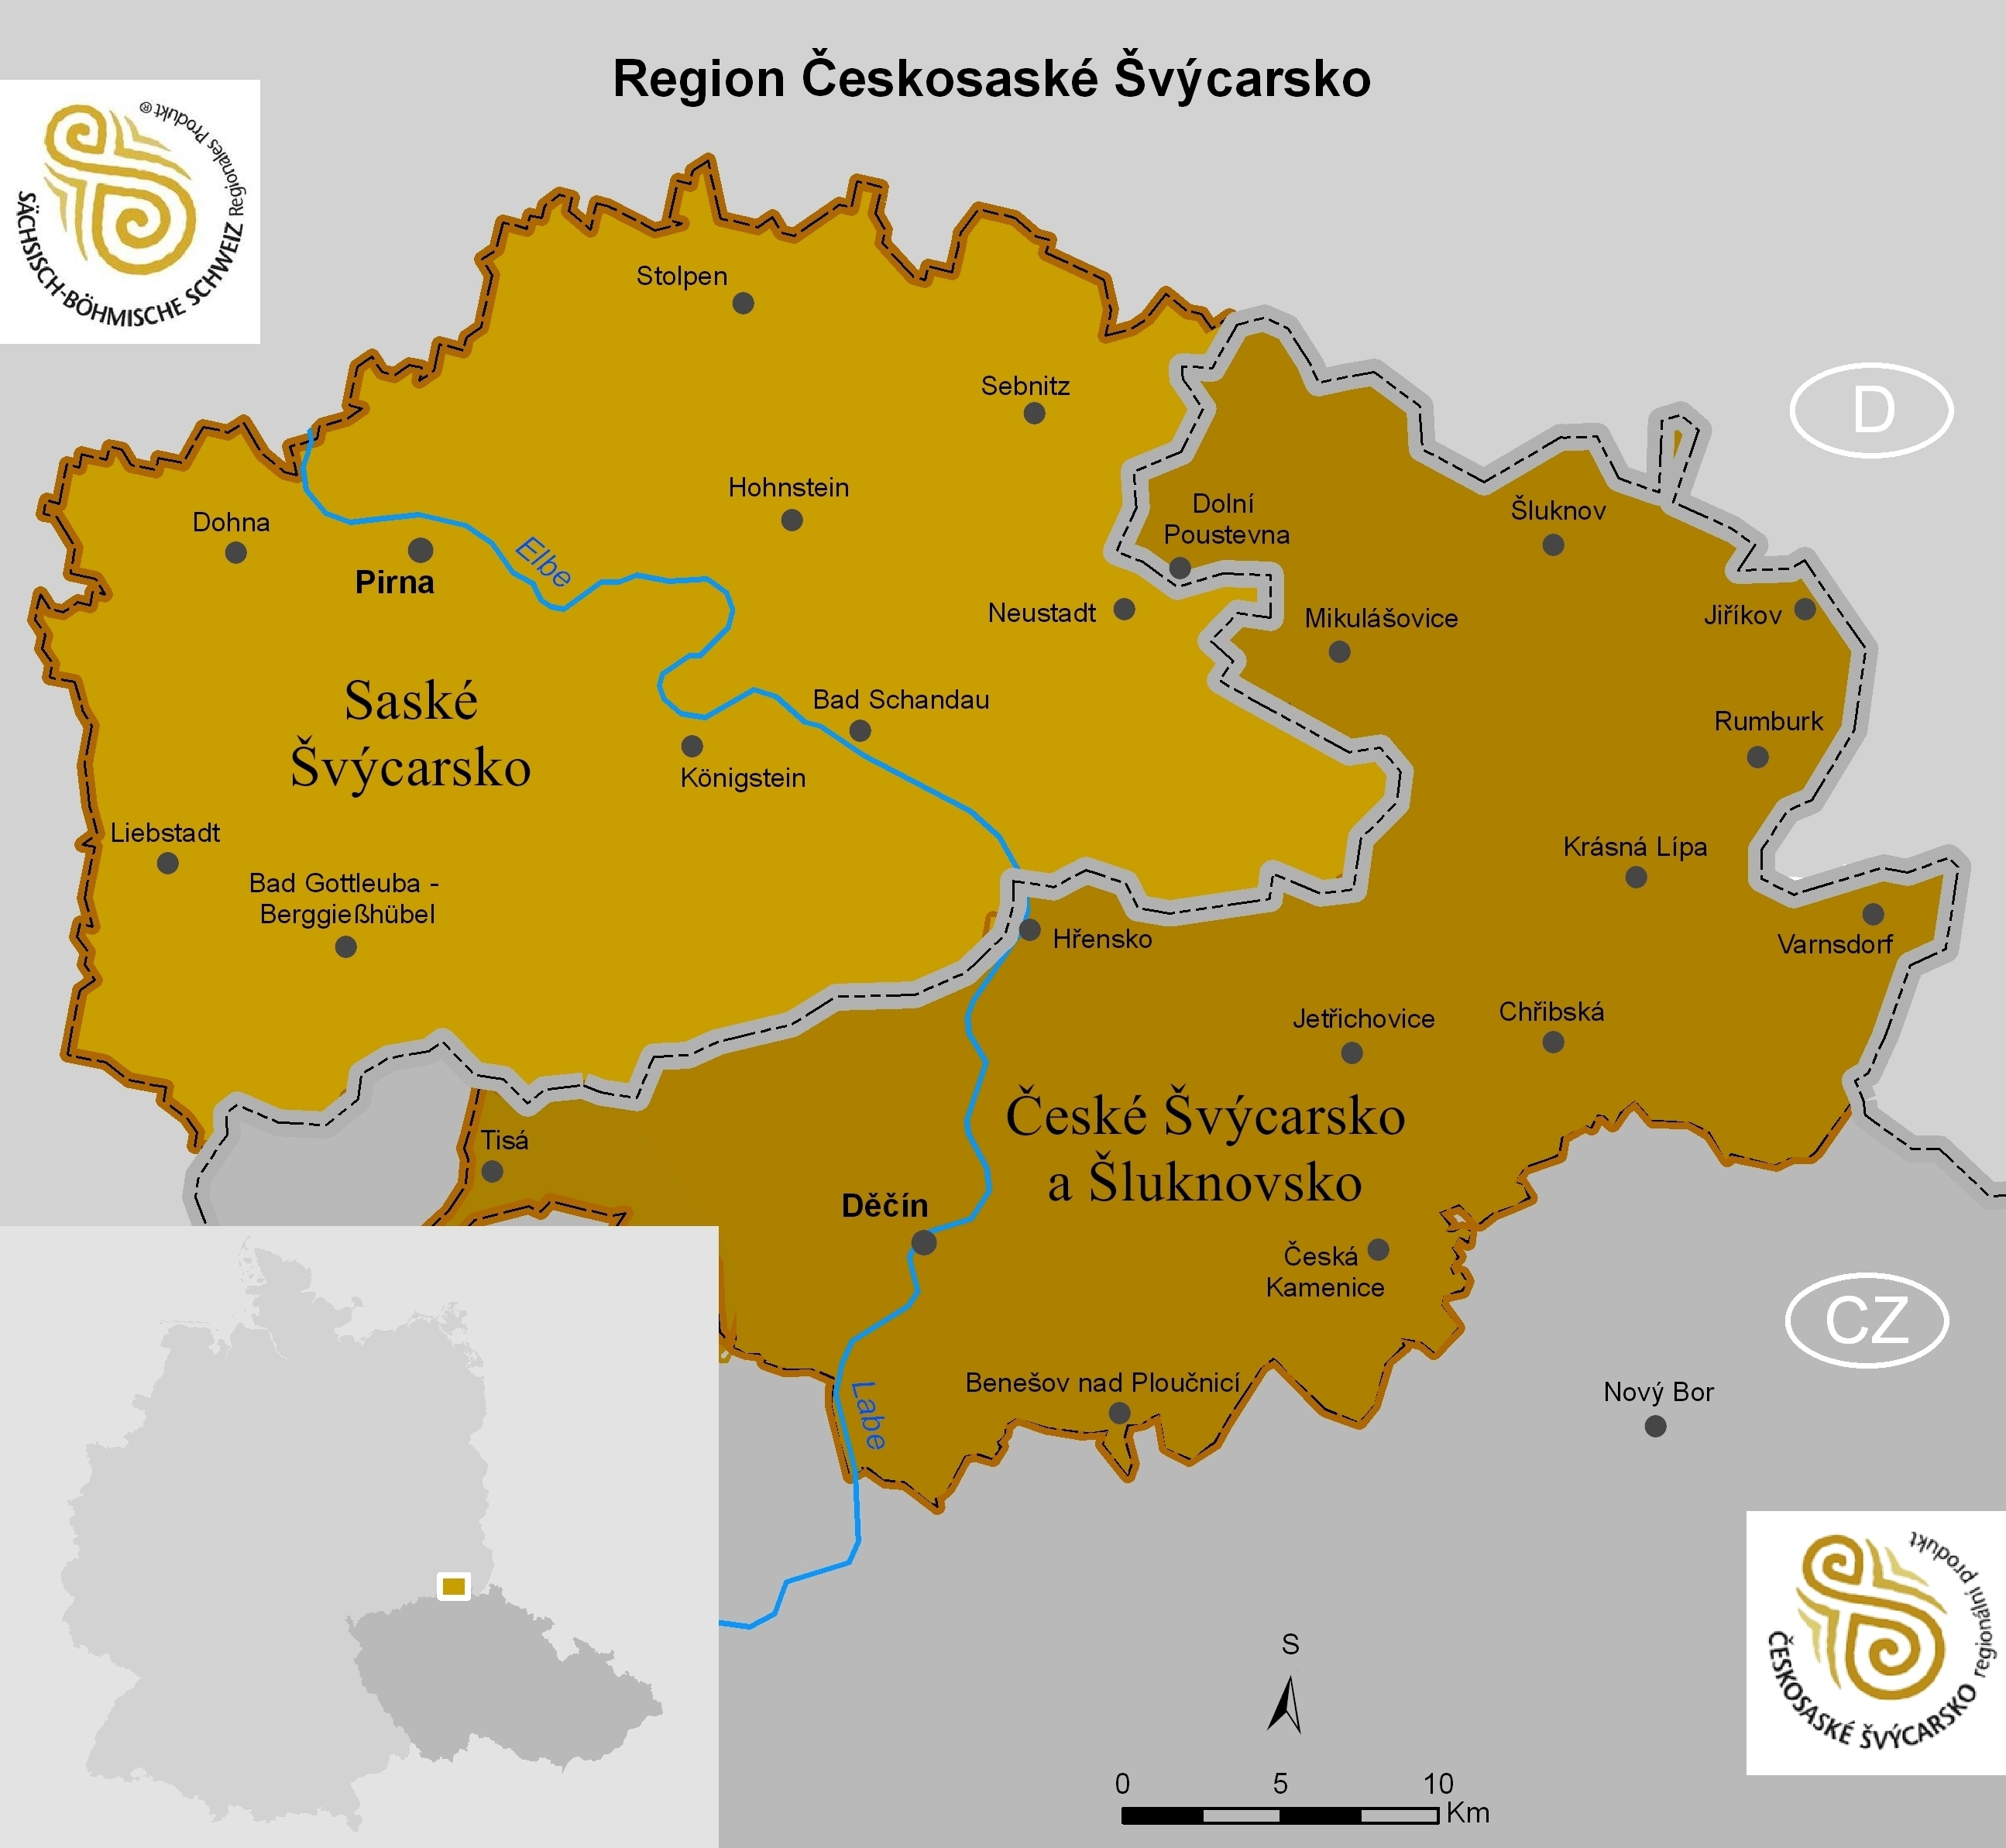 Region Českosaské Švýcarsko
SÄCHSISCH-BÖHMISCHE SCHWEIZ Regionales Produkt ®
Stolpen
Sebnitz
D
Hohnstein
Dolní
Poustevna
Šluknov
Dohna
Pirna
Elbe
Neustadt
Mikulášovice
Jiříkov
Saské
Švýcarsko
Bad Schandau
Rumburk
Königstein
Liebstadt
Krásná Lípa
Bad Gottleuba -
Berggießhübel
Hřensko
Varnsdorf
Jetřichovice
Chřibská
Tisá
České Švýcarsko
a Šluknovsko
Děčín
Česká
Kamenice
CZ
Labe
Benešov nad Ploučnicí
Nový Bor
ČESKOSASKÉ ŠVÝCARSKO regionální produkt
S
0 5 10
Km